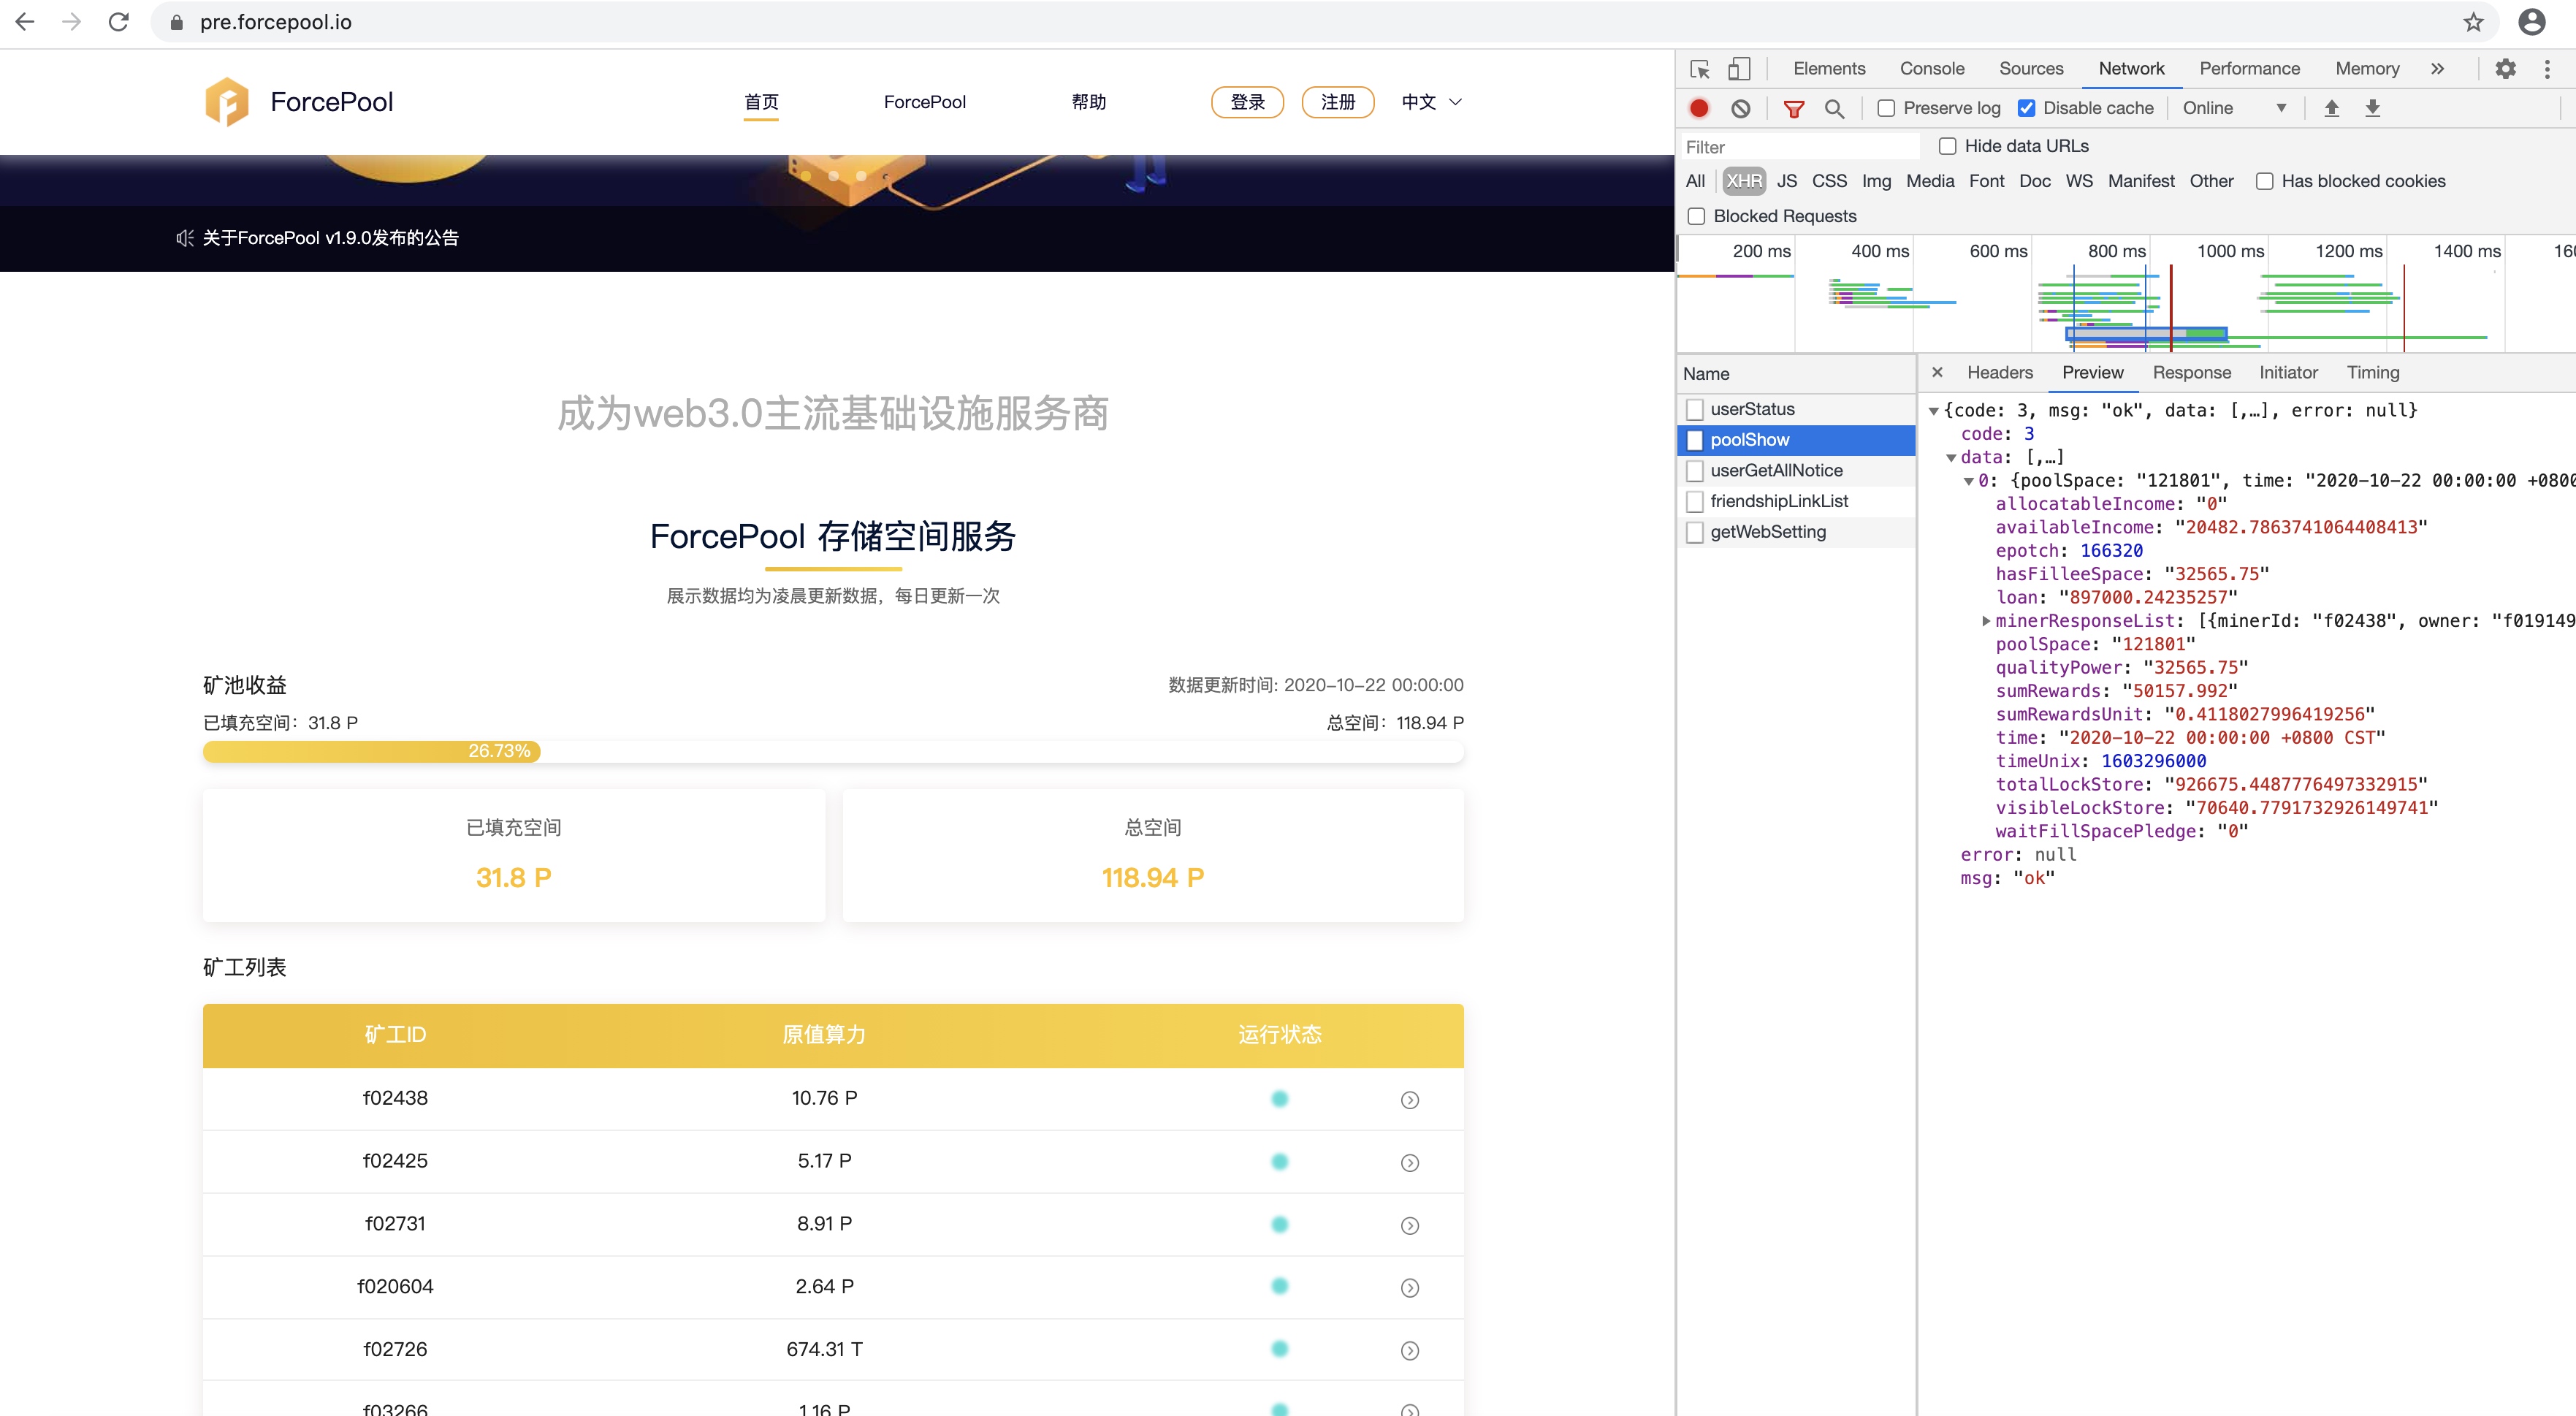 pre.forcepool.io
ForcePool
首页
ForcePool
帮助
登录
注册
中文
关于ForcePool v1.9.0发布的公告
成为web3.0主流基础设施服务商
ForcePool 存储空间服务
展示数据均为凌晨更新数据，每日更新一次
矿池收益
数据更新时间: 2020-10-22 00:00:00
已填充空间：31.8 P
总空间：118.94 P
26.73%
已填充空间
31.8 P
总空间
118.94 P
矿工列表
矿工ID 原值算力 运行状态
f02438 10.76 P
f02425 5.17 P
f02731 8.91 P
f020604 2.64 P
f02726 674.31 T
f03266 1.16 P
Elements Console Sources Network Performance Memory
Preserve log Disable cache Online
Filter Hide data URLs
All XHR JS CSS Img Media Font Doc WS Manifest Other Has blocked cookies
Blocked Requests
200 ms 400 ms 600 ms 800 ms 1000 ms 1200 ms 1400 ms 160
Name
userStatus
poolShow
userGetAllNotice
friendshipLinkList
getWebSetting
Headers Preview Response Initiator Timing
{code: 3, msg: "ok", data: [,…], error: null}
code: 3
data: [,…]
0: {poolSpace: "121801", time: "2020-10-22 00:00:00 +0800
allocatableIncome: "0"
availableIncome: "20482.7863741064408413"
epotch: 166320
hasFilleeSpace: "32565.75"
loan: "897000.24235257"
minerResponseList: [{minerId: "f02438", owner: "f019149
poolSpace: "121801"
qualityPower: "32565.75"
sumRewards: "50157.992"
sumRewardsUnit: "0.4118027996419256"
time: "2020-10-22 00:00:00 +0800 CST"
timeUnix: 1603296000
totalLockStore: "926675.4487776497332915"
visibleLockStore: "70640.7791732926149741"
waitFillSpacePledge: "0"
error: null
msg: "ok"